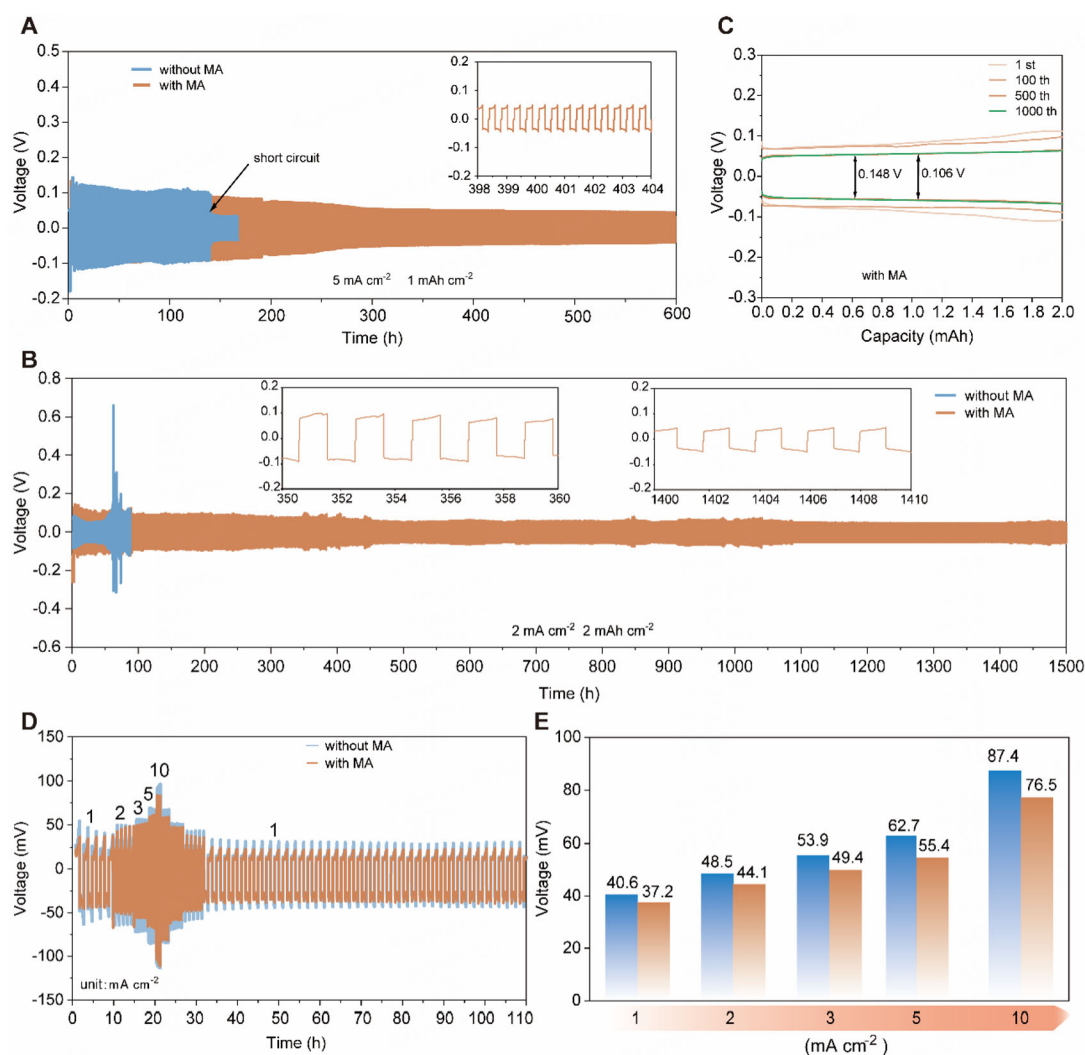 A
0.5
0.4
0.3
0.2
0.1
0.0
-0.1
-0.2
Voltage (V)
without MA
with MA
short circuit
0.2
0.1
0.0
-0.1
-0.2
398 399 400 401 402 403 404
5 mA cm⁻² 1 mAh cm⁻²
0 100 200 300 400 500 600
Time (h)
C
0.3
0.2
0.1
0.0
-0.1
-0.2
-0.3
Voltage (V)
1 st
100 th
500 th
1000 th
0.148 V
0.106 V
with MA
0.0 0.2 0.4 0.6 0.8 1.0 1.2 1.4 1.6 1.8 2.0
Capacity (mAh)
B
0.8
0.6
0.4
0.2
0.0
-0.2
-0.4
-0.6
Voltage (V)
0.2
0.1
0.0
-0.1
-0.2
350 352 354 356 358 360
0.2
0.1
0.0
-0.1
-0.2
1400 1402 1404 1406 1408 1410
without MA
with MA
2 mA cm⁻² 2 mAh cm⁻²
0 100 200 300 400 500 600 700 800 900 1000 1100 1200 1300 1400 1500
Time (h)
D
150
100
50
0
-50
-100
-150
Voltage (mV)
without MA
with MA
1
2
3
5
10
1
unit:mA cm⁻²
0 10 20 30 40 50 60 70 80 90 100 110
Time (h)
E
100
80
60
40
20
0
Voltage (mV)
40.6
37.2
48.5
44.1
53.9
49.4
62.7
55.4
87.4
76.5
1 2 3 5 10
(mA cm⁻² )